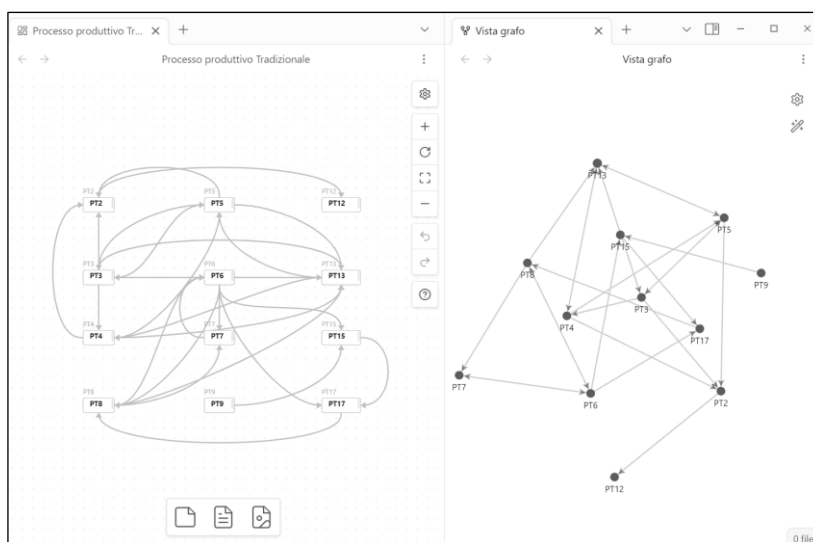 Processo produttivo Tr...
Vista grafo
Processo produttivo Tradizionale
Vista grafo
PT2
PT2
PT5
PT5
PT12
PT12
PT3
PT3
PT6
PT6
PT13
PT13
PT4
PT4
PT7
PT7
PT15
PT15
PT8
PT8
PT9
PT9
PT17
PT17
PT13
PT5
PT15
PT8
PT9
PT3
PT4
PT17
PT7
PT6
PT2
PT12
0 file